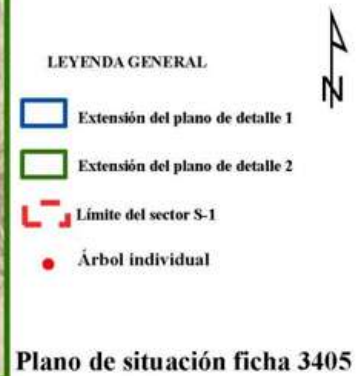 N
LEYENDA GENERAL
Extensión del plano de detalle 1
Extensión del plano de detalle 2
Límite del sector S-1
Árbol individual
Plano de situación ficha 3405